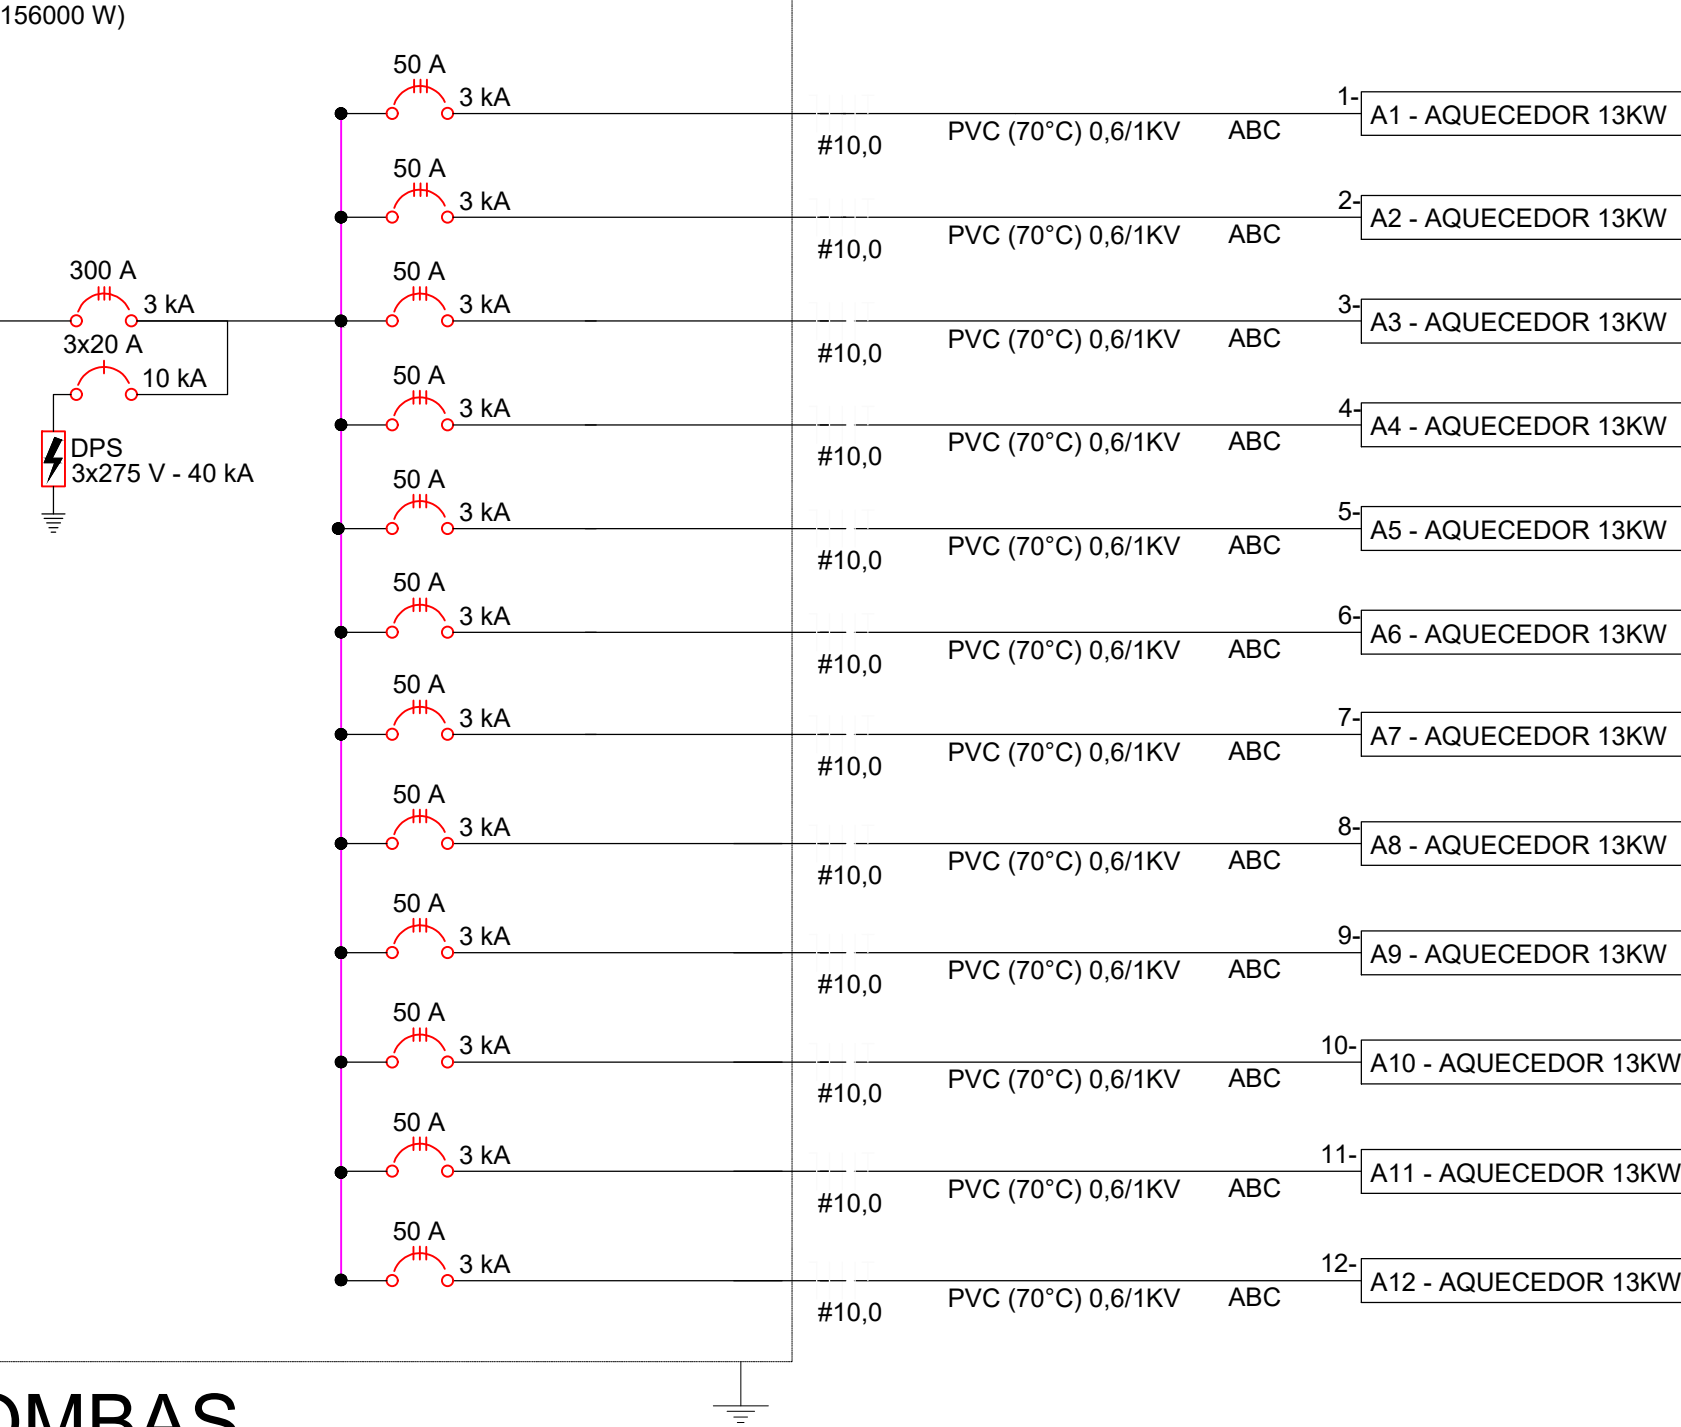 156000 W)
50 A
3 kA
#10,0
PVC (70°C) 0,6/1KV
ABC
1-
A1 - AQUECEDOR 13KW
50 A
3 kA
#10,0
PVC (70°C) 0,6/1KV
ABC
2-
A2 - AQUECEDOR 13KW
300 A
3 kA
3x20 A
10 kA
DPS
3x275 V - 40 kA
50 A
3 kA
#10,0
PVC (70°C) 0,6/1KV
ABC
3-
A3 - AQUECEDOR 13KW
50 A
3 kA
#10,0
PVC (70°C) 0,6/1KV
ABC
4-
A4 - AQUECEDOR 13KW
50 A
3 kA
#10,0
PVC (70°C) 0,6/1KV
ABC
5-
A5 - AQUECEDOR 13KW
50 A
3 kA
#10,0
PVC (70°C) 0,6/1KV
ABC
6-
A6 - AQUECEDOR 13KW
50 A
3 kA
#10,0
PVC (70°C) 0,6/1KV
ABC
7-
A7 - AQUECEDOR 13KW
50 A
3 kA
#10,0
PVC (70°C) 0,6/1KV
ABC
8-
A8 - AQUECEDOR 13KW
50 A
3 kA
#10,0
PVC (70°C) 0,6/1KV
ABC
9-
A9 - AQUECEDOR 13KW
50 A
3 kA
#10,0
PVC (70°C) 0,6/1KV
ABC
10-
A10 - AQUECEDOR 13KW
50 A
3 kA
#10,0
PVC (70°C) 0,6/1KV
ABC
11-
A11 - AQUECEDOR 13KW
50 A
3 kA
#10,0
PVC (70°C) 0,6/1KV
ABC
12-
A12 - AQUECEDOR 13KW
OMBAS